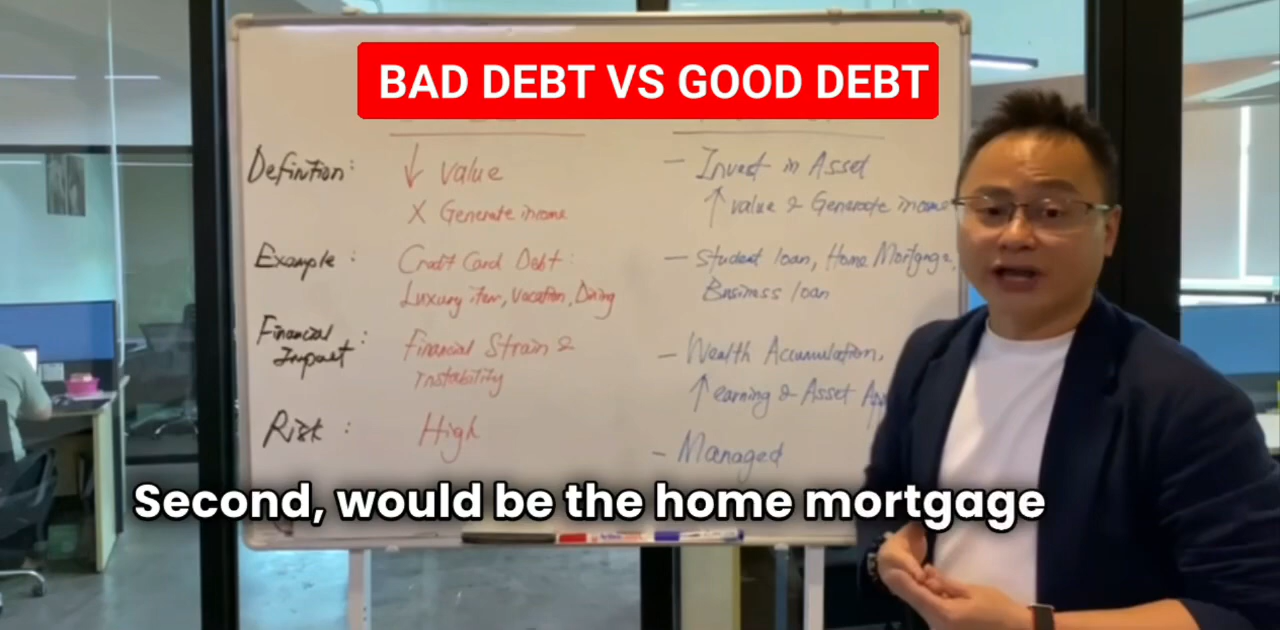 BAD DEBT VS GOOD DEBT
Definition:
↓ Value
X Generate income
- Invest in Asset
↑ value & Generate income
Example :
Credit Card Debt :
Luxury item, Vacation, Dining
- Student loan, Home Mortgage,
Business loan
Financial Impact :
Financial Strain &
Instability
- Wealth Accumulation,
↑ earning & Asset
Risk :
High
- Managed
Second, would be the home mortgage